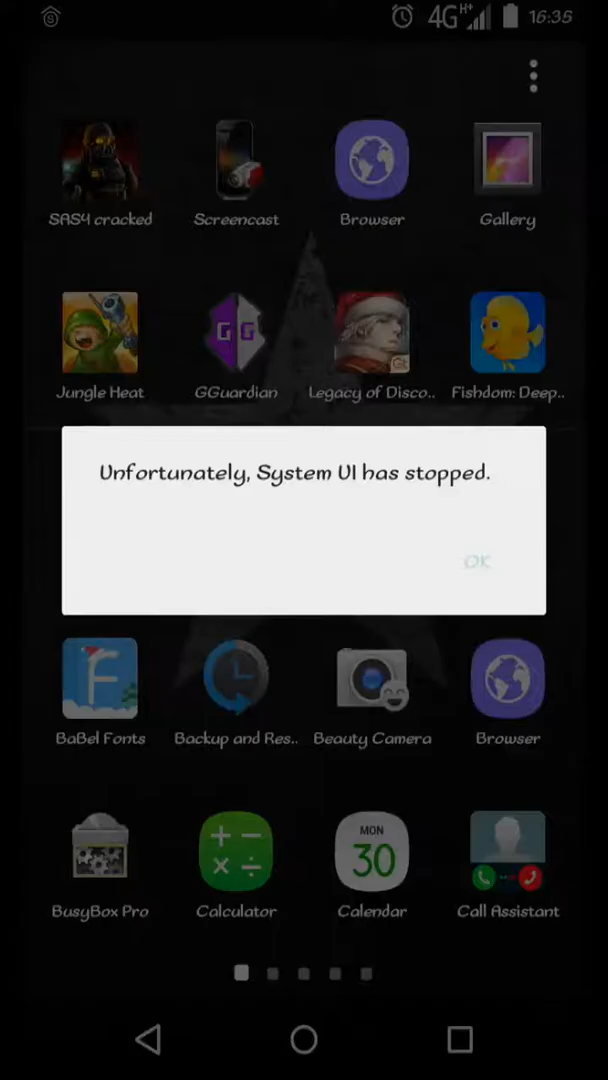 4G H+ 16:35
SAS4 cracked Screencast Browser Gallery
GG
Jungle Heat GGuardian Legacy of Disco.. Fishdom: Deep..
Unfortunately, System UI has stopped.
OK
F
BaBel Fonts Backup and Res.. Beauty Camera Browser
MON
30
BusyBox Pro Calculator Calendar Call Assistant